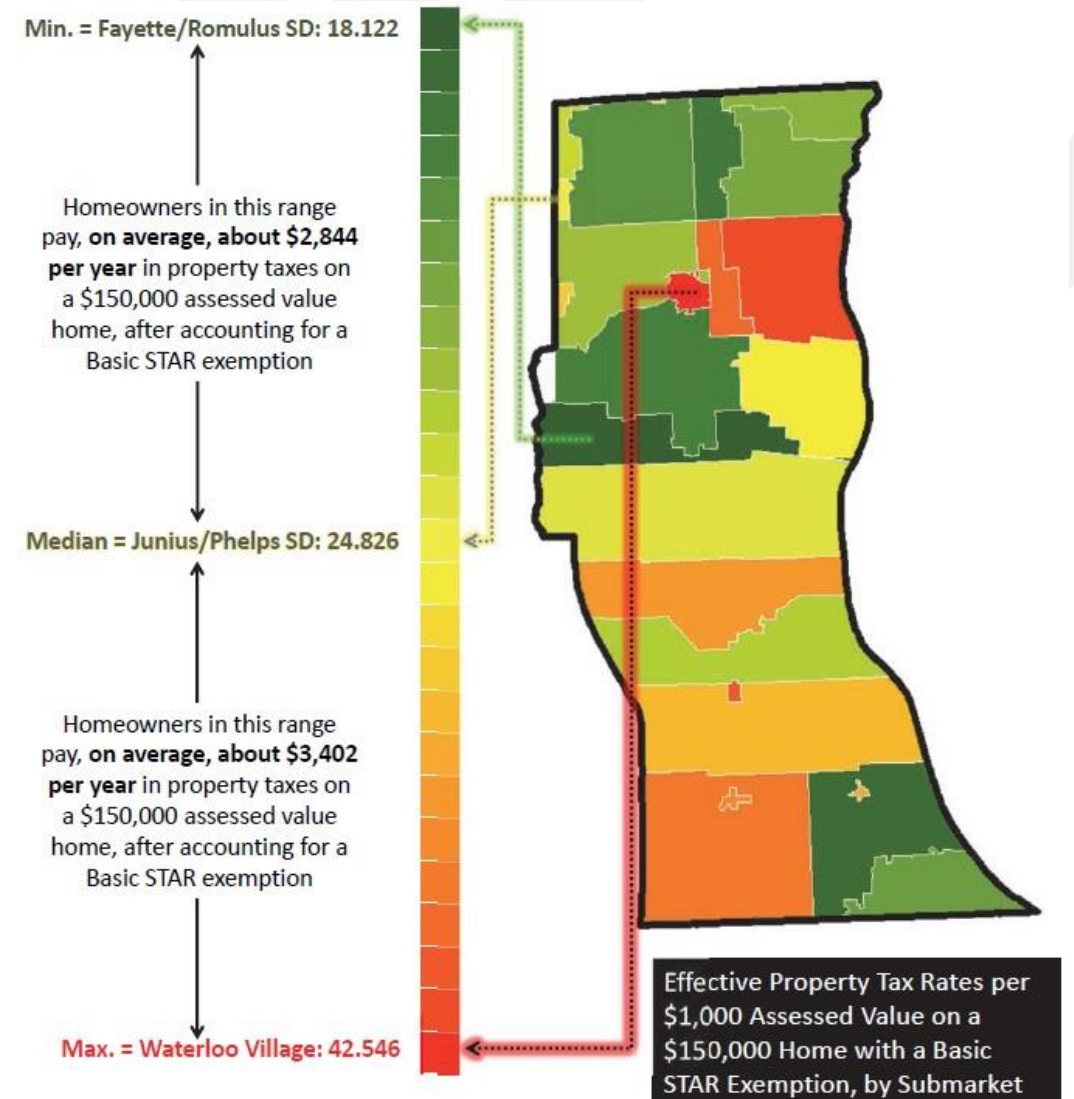 Min. = Fayette/Romulus SD: 18.122
Homeowners in this range
pay, on average, about $2,844
per year in property taxes on
a $150,000 assessed value
home, after accounting for a
Basic STAR exemption
Median = Junius/Phelps SD: 24.826
Homeowners in this range
pay, on average, about $3,402
per year in property taxes on
a $150,000 assessed value
home, after accounting for a
Basic STAR exemption
Max. = Waterloo Village: 42.546
Effective Property Tax Rates per
$1,000 Assessed Value on a
$150,000 Home with a Basic
STAR Exemption, by Submarket